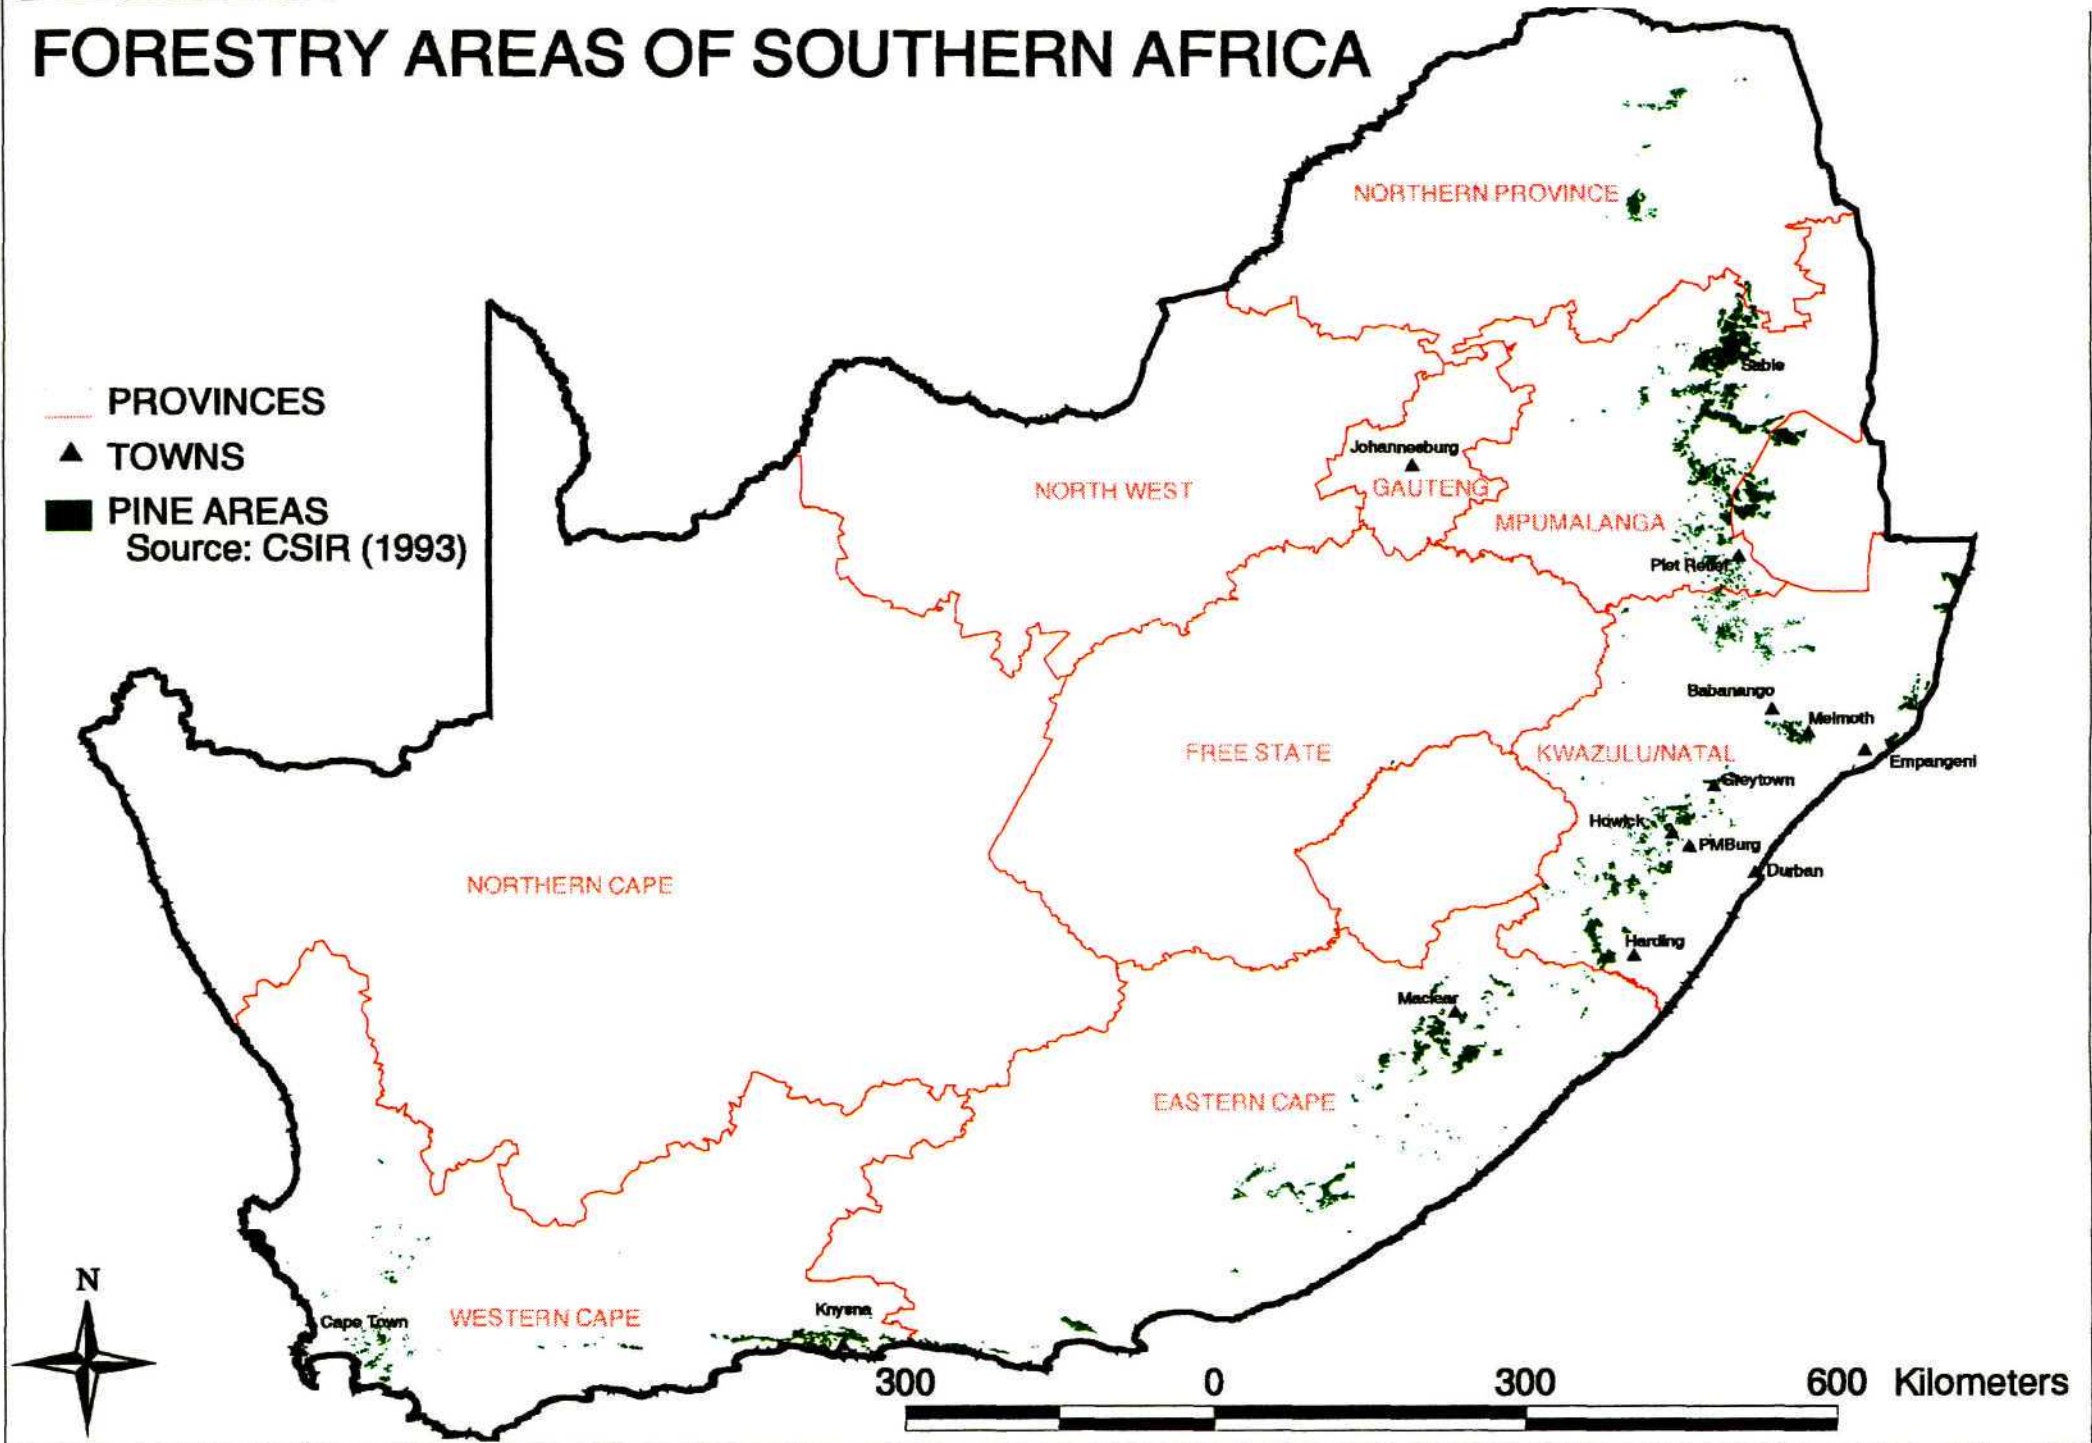 FORESTRY AREAS OF SOUTHERN AFRICA
NORTHERN PROVINCE
PROVINCES
TOWNS
PINE AREAS
Source: CSIR (1993)
Sabie
Johannesburg
GAUTENG
NORTH WEST
MPUMALANGA
Piet Retief
Babanango
Melmoth
FREE STATE
KWAZULU/NATAL
Empangeni
Greytown
Howick
PMBurg
Durban
NORTHERN CAPE
Harding
Maclear
EASTERN CAPE
N
Knysna
Cape Town
WESTERN CAPE
300 0 300 600 Kilometers